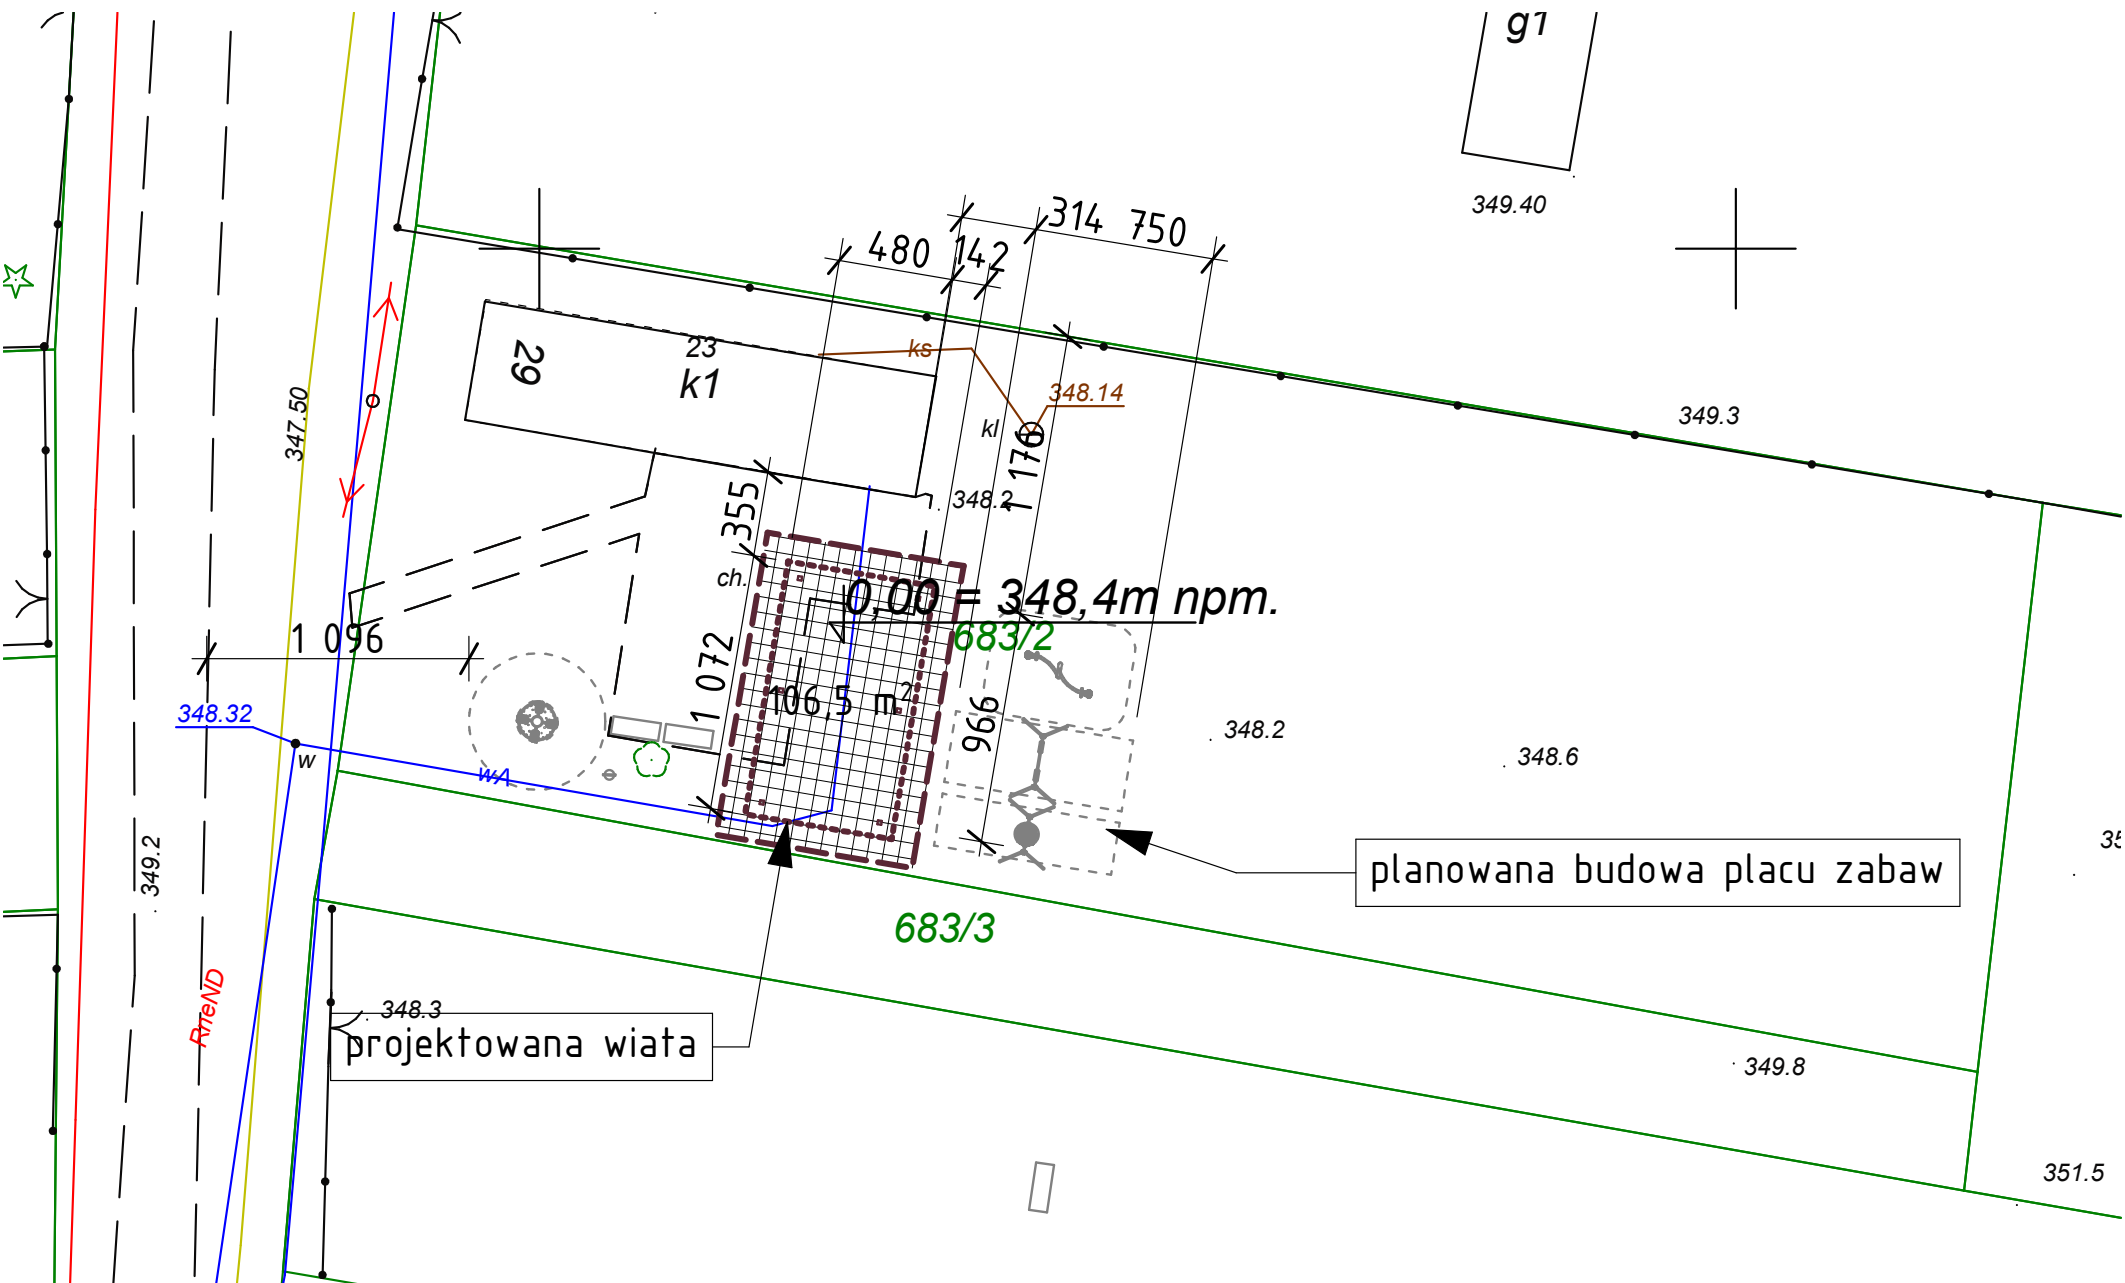 g1
349.40
314 750
480 142
347.50
29
23
k1
ks
348.14
349.3
kl
1 176
348.2
355
ch.
0,00 = 348,4m npm.
683/2
1 096
1 072
106,5 m²
966
348.32
w
wA
348.2
348.6
349.2
planowana budowa placu zabaw
683/3
RneND
348.3
projektowana wiata
349.8
351.5